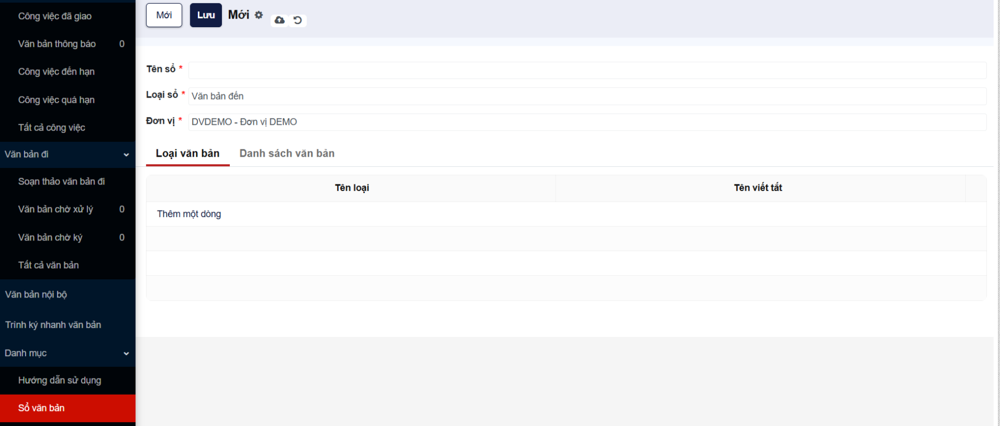 Công việc đã giao
Văn bản thông báo 0
Công việc đến hạn
Công việc quá hạn
Tất cả công việc
Văn bản đi
Soạn thảo văn bản đi
Văn bản chờ xử lý 0
Văn bản chờ ký 0
Tất cả văn bản
Văn bản nội bộ
Trình ký nhanh văn bản
Danh mục
Hướng dẫn sử dụng
Sổ văn bản
Mới Lưu Mới
Tên sổ *
Loại sổ * Văn bản đến
Đơn vị * DVDEMO - Đơn vị DEMO
Loại văn bản Danh sách văn bản
Tên loại Tên viết tắt
Thêm một dòng